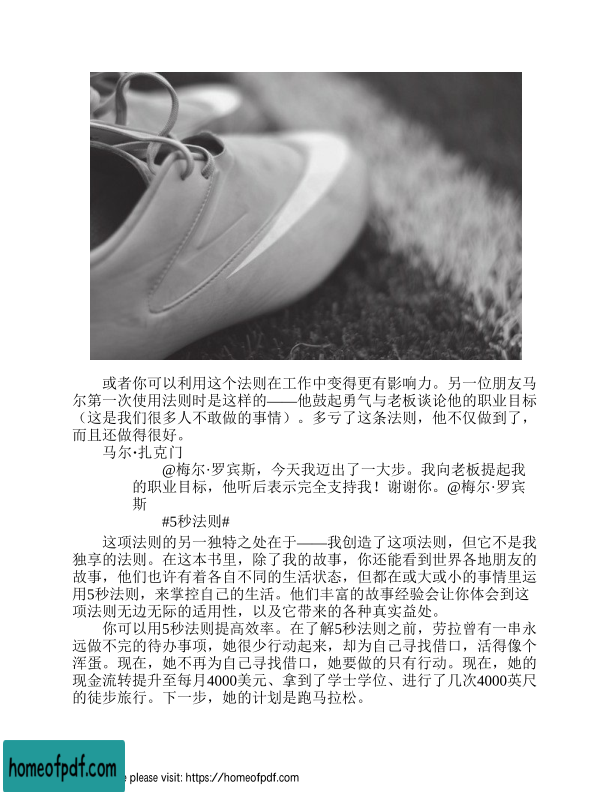 或者你可以利用这个法则在工作中变得更有影响力。另一位朋友马
尔第一次使用法则时是这样的——他鼓起勇气与老板谈论他的职业目标
（这是我们很多人不敢做的事情）。多亏了这条法则，他不仅做到了，
而且还做得很好。
马尔·扎克门
@梅尔·罗宾斯，今天我迈出了一大步。我向老板提起我
的职业目标，他听后表示完全支持我！谢谢你。@梅尔·罗宾
斯
#5秒法则#
这项法则的另一独特之处在于——我创造了这项法则，但它不是我
独享的法则。在这本书里，除了我的故事，你还能看到世界各地朋友的
故事，他们也许有着各自不同的生活状态，但都在或大或小的事情里运
用5秒法则，来掌控自己的生活。他们丰富的故事经验会让你体会到这
项法则无边无际的适用性，以及它带来的各种真实益处。
你可以用5秒法则提高效率。在了解5秒法则之前，劳拉曾有一串永
远做不完的待办事项，她很少行动起来，却为自己寻找借口，活得像个
浑蛋。现在，她不再为自己寻找借口，她要做的只有行动。现在，她的
现金流转提升至每月4000美元、拿到了学士学位、进行了几次4000英尺
的徒步旅行。下一步，她的计划是跑马拉松。
homeofpdf.com
e please visit: https://homeofpdf.com